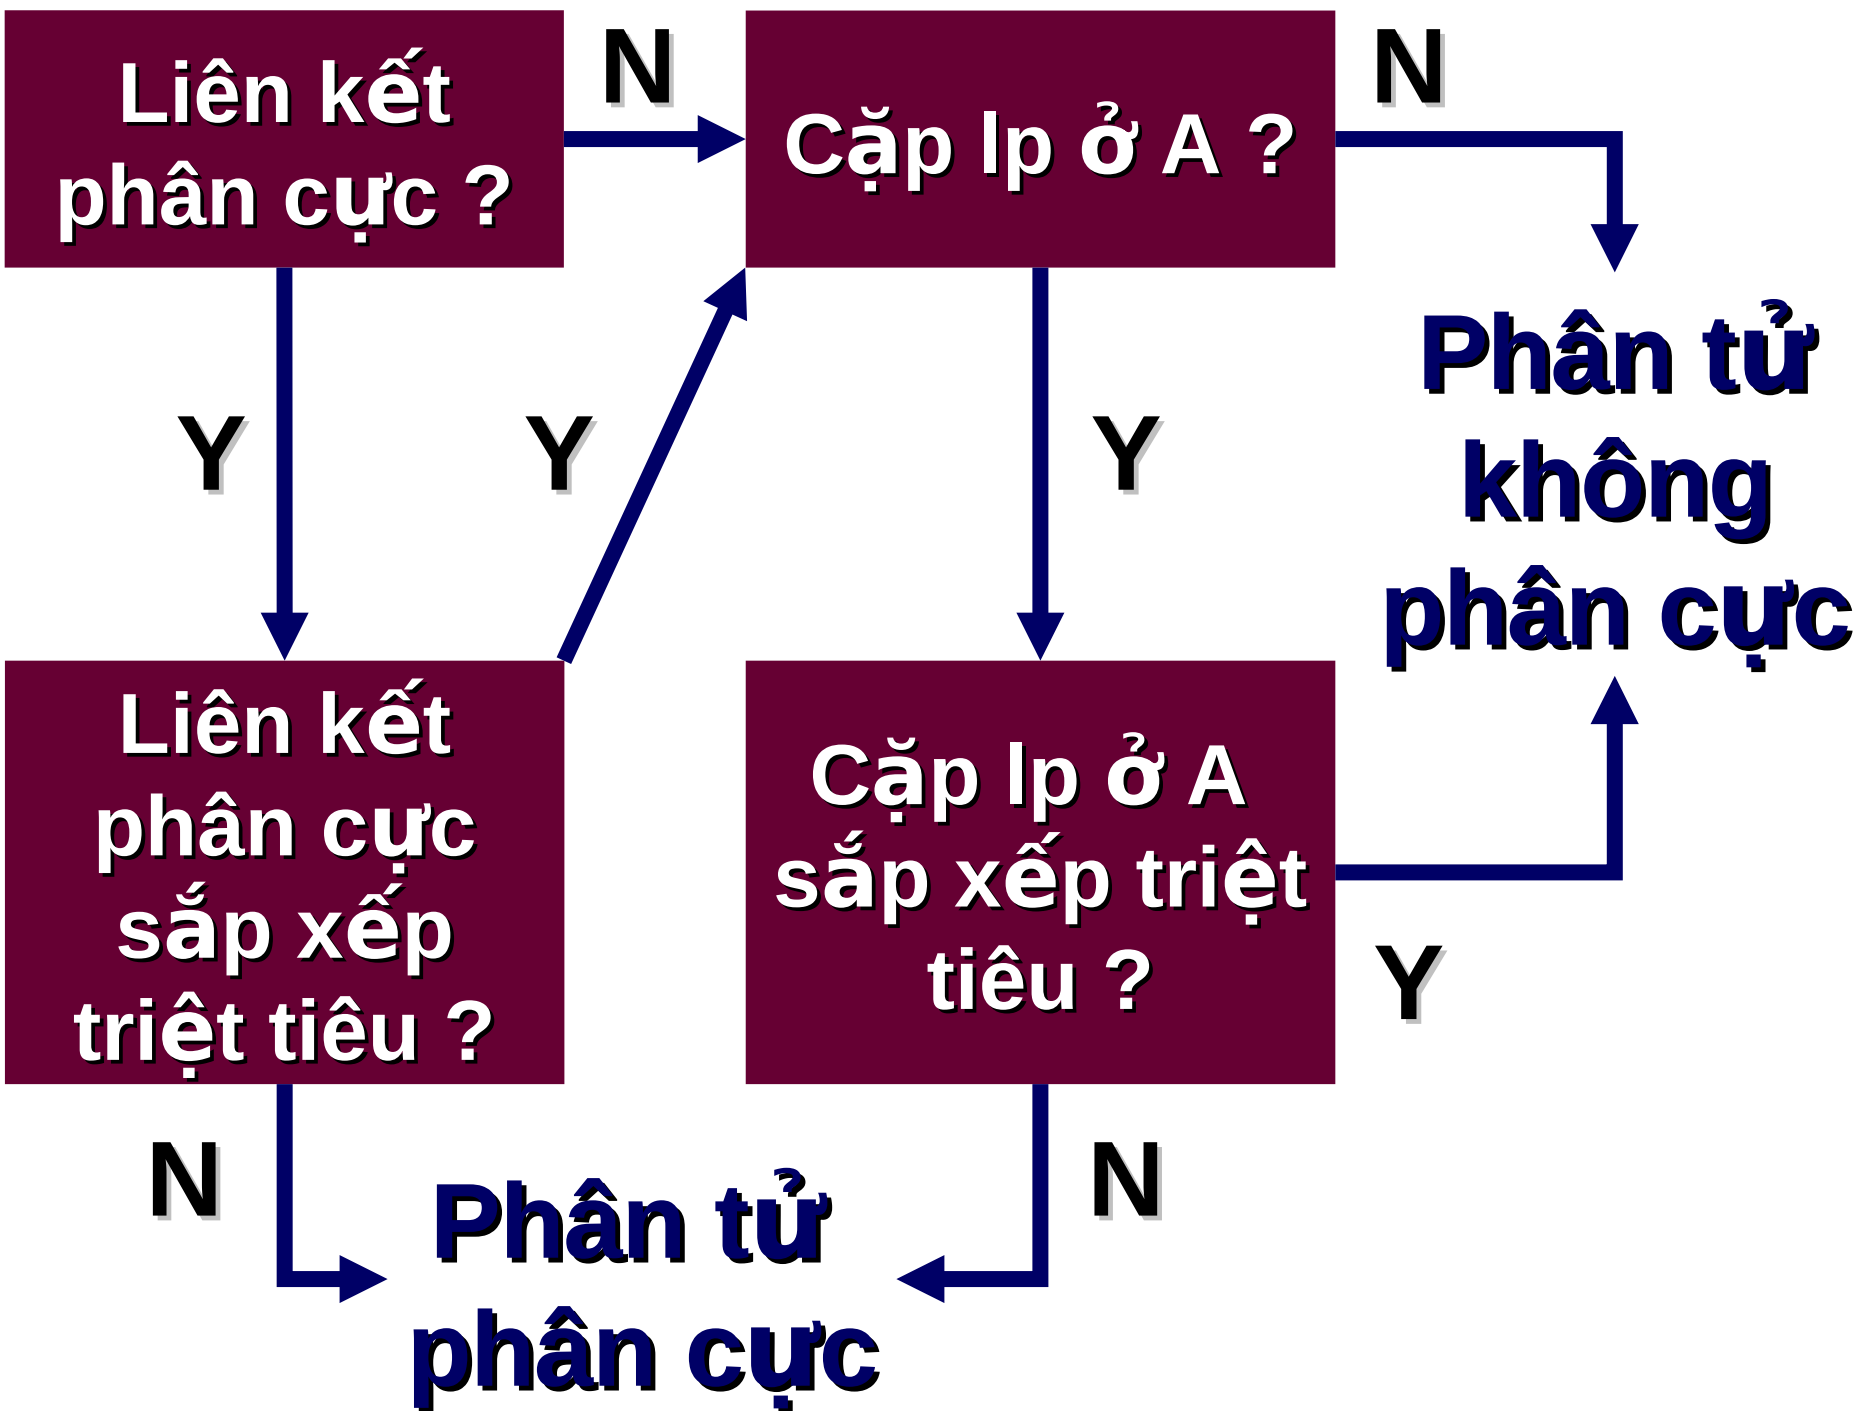 Liên kết
phân cực ?
N
Cặp lp ở A ?
N
Y
Y
Y
Phân tử
không
phân cực
Liên kết
phân cực
sắp xếp
triệt tiêu ?
Cặp lp ở A
sắp xếp triệt
tiêu ?
Y
N
Phân tử
phân cực
N